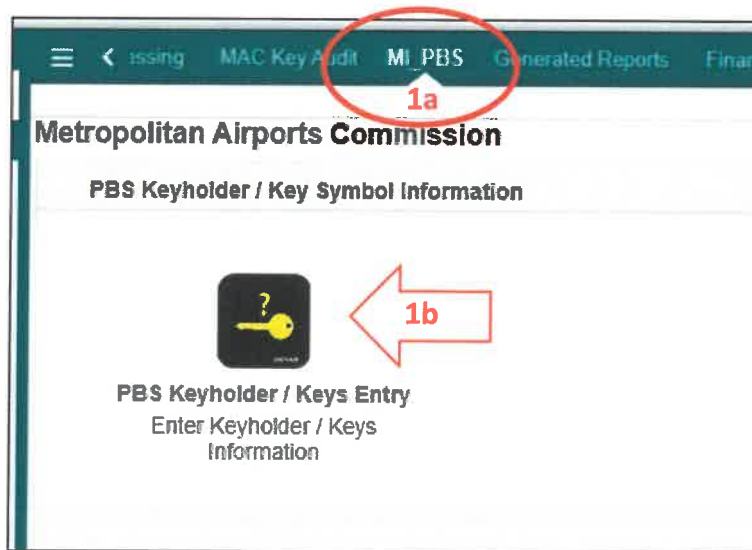 MAC Key Audit MI_PBS Generated Reports
1a
Metropolitan Airports Commission
PBS Keyholder / Key Symbol Information
?
1b
PBS Keyholder / Keys Entry
Enter Keyholder / Keys
Information